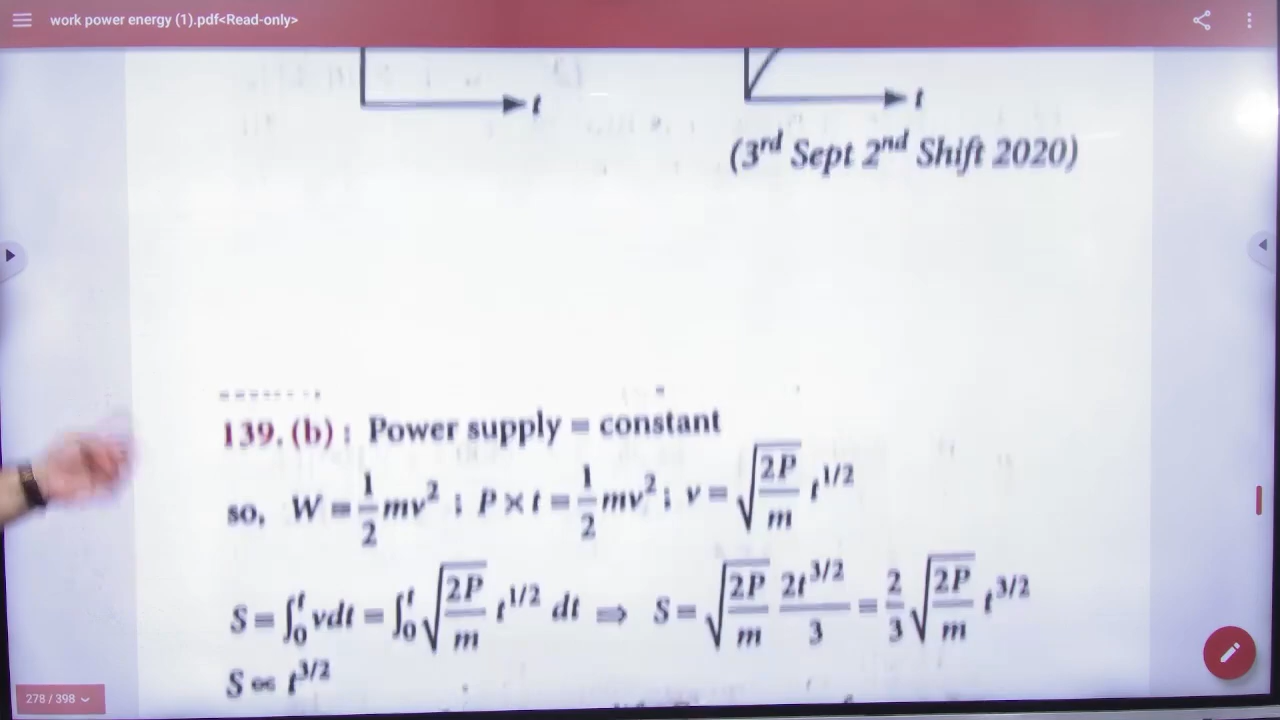 work power energy (1).pdf<Read-only>
t
t
(3rd Sept 2nd Shift 2020)
139. (b) : Power supply = constant
so, W = 1/2 mv² ; P × t = 1/2 mv² ; v = √(2P/m) t^1/2
S = ∫₀ᵗ vdt = ∫₀ᵗ √(2P/m) t^1/2 dt ⇒ S = √(2P/m) 2t^3/2/3 = 2/3 √(2P/m) t^3/2
S ∝ t^3/2
278 / 398